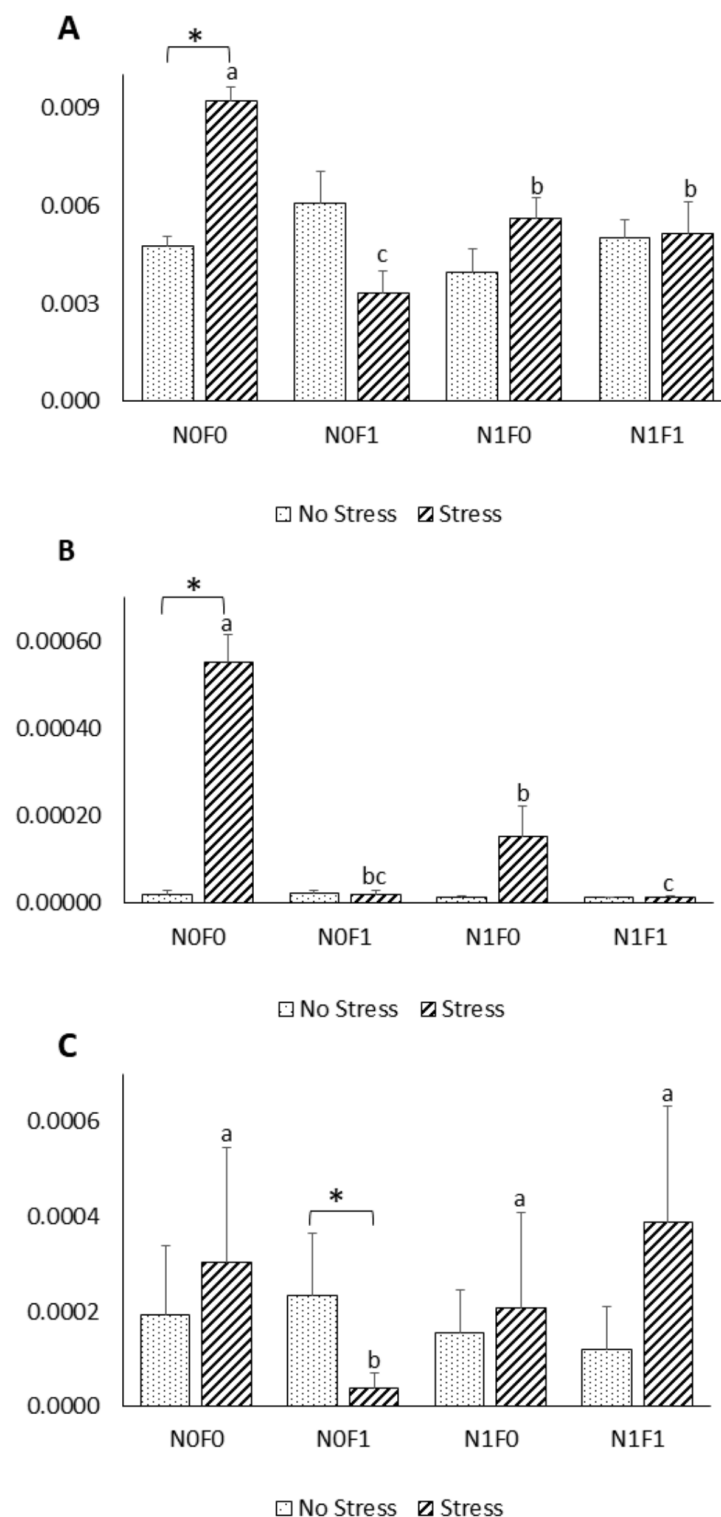 A
*
a
0.009
0.006
b
b
c
0.003
0.000
N0F0 N0F1 N1F0 N1F1
No Stress Stress
B
*
a
0.00060
0.00040
0.00020
b
bc
c
0.00000
N0F0 N0F1 N1F0 N1F1
No Stress Stress
C
a
0.0006
a
*
a
0.0004
0.0002
b
0.0000
N0F0 N0F1 N1F0 N1F1
No Stress Stress